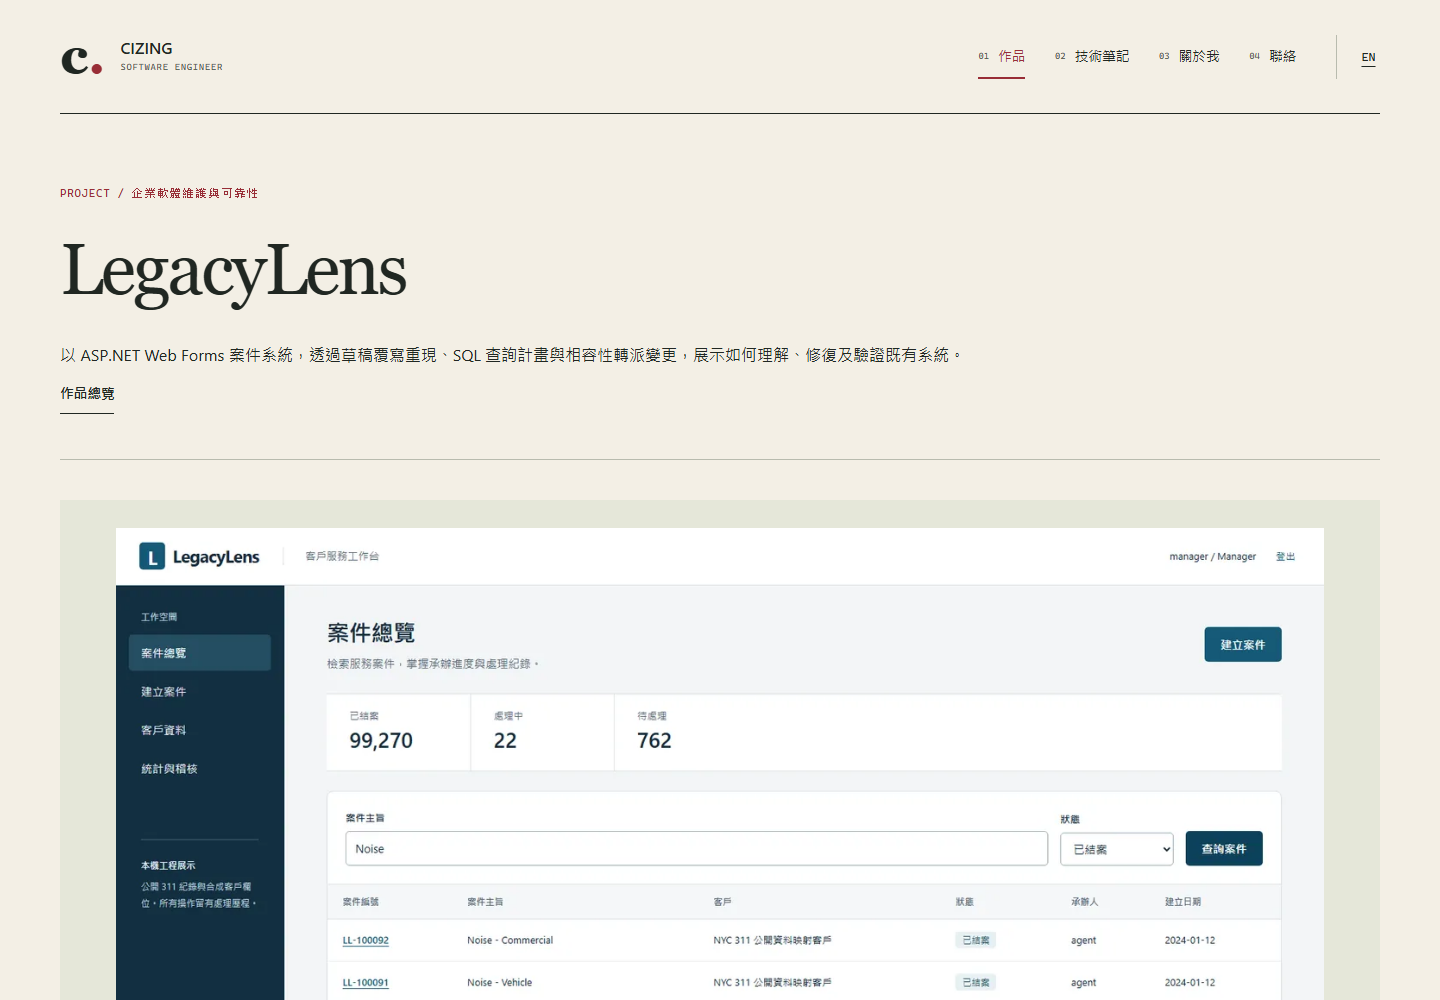 c.
CIZING
SOFTWARE ENGINEER
01 作品
02 技術筆記
03 關於我
04 聯絡
EN
PROJECT / 企業軟體維護與可靠性
LegacyLens
以 ASP.NET Web Forms 案件系統，透過草稿覆寫重現、SQL 查詢計畫與相容性轉派變更，展示如何理解、修復及驗證既有系統。
作品總覽
L LegacyLens
客戶服務工作台
manager / Manager
登出
工作空間
案件總覽
建立案件
客戶資料
統計與稽核
本機工程展示
公開 311 紀錄與合成客戶欄
位。所有操作留有處理歷程。
案件總覽
檢索服務案件，掌握承辦進度與處理紀錄。
建立案件
已結案
99,270
處理中
22
待處理
762
案件主旨
Noise
狀態
已結案
查詢案件
案件編號 案件主旨 客戶 狀態 承辦人 建立日期
LL-100092 Noise - Commercial NYC 311 公開資料映射客戶 已結案 agent 2024-01-12
LL-100091 Noise - Vehicle NYC 311 公開資料映射客戶 已結案 agent 2024-01-12